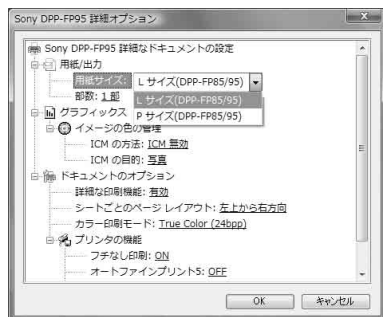 Sony DPP-FP95 詳細オプション
Sony DPP-FP95 詳細なドキュメントの設定
用紙/出力
用紙サイズ: L サイズ(DPP-FP85/95)
L サイズ(DPP-FP85/95)
P サイズ(DPP-FP85/95)
部数: 1 部
グラフィックス
イメージの色の管理
ICM の方法: ICM 無効
ICM の目的: 写真
ドキュメントのオプション
詳細な印刷機能: 有効
シートごとのページ レイアウト: 左上から右方向
カラー印刷モード: True Color (24bpp)
プリンタの機能
フチなし印刷: ON
オートファインプリント5: OFF
OK キャンセル